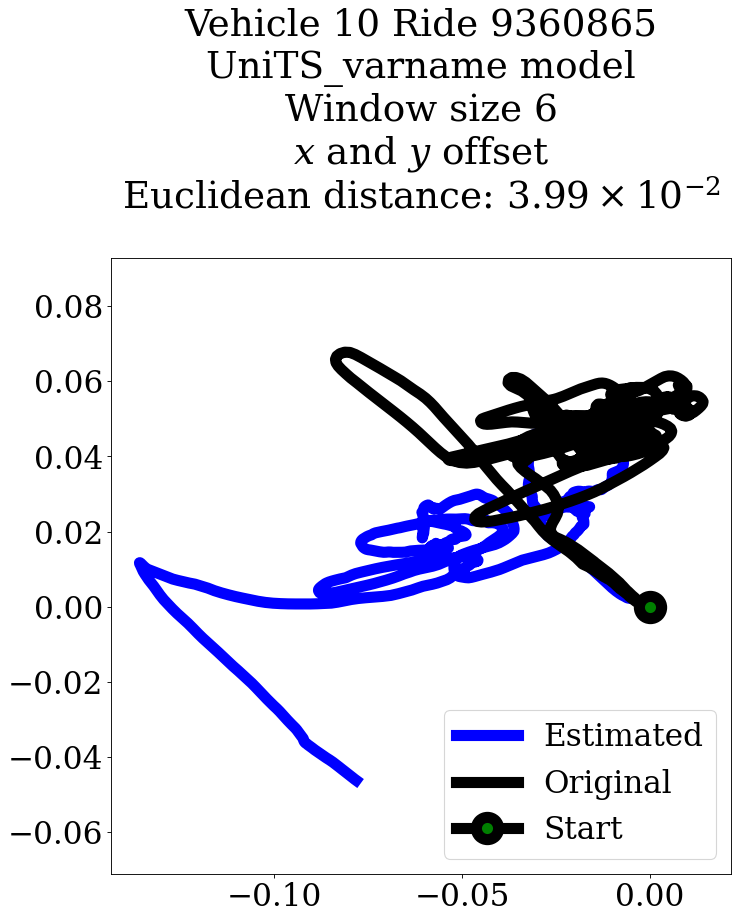 Vehicle 10 Ride 9360865
UniTS_varname model
Window size 6
x and y offset
Euclidean distance: 3.99 × 10⁻²
0.08
0.06
0.04
0.02
0.00
−0.02
−0.04
−0.06
Estimated
Original
Start
−0.10
−0.05
0.00